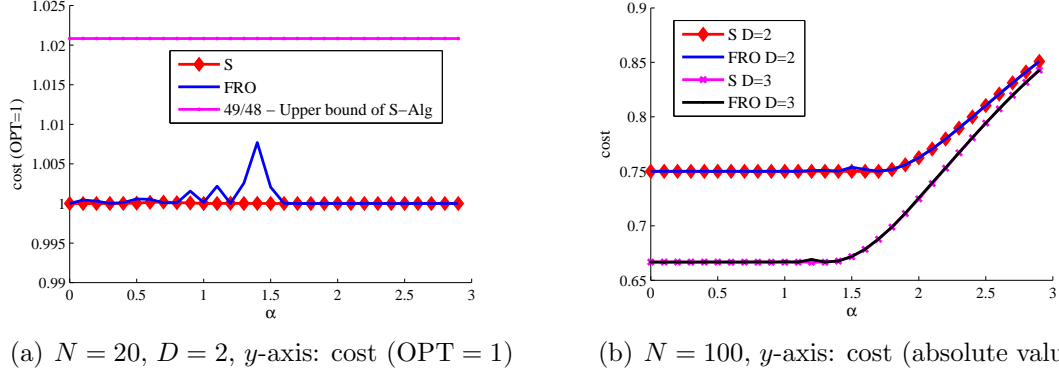 1.025
1.02
1.015
1.01
1.005
1
0.995
0.99
cost (OPT=1)
S
FRO
49/48 − Upper bound of S−Alg
0 0.5 1 1.5 2 2.5 3
α
(a) N = 20, D = 2, y-axis: cost (OPT = 1)
0.9
0.85
0.8
0.75
0.7
0.65
cost
S D=2
FRO D=2
S D=3
FRO D=3
0 0.5 1 1.5 2 2.5 3
α
(b) N = 100, y-axis: cost (absolute valu